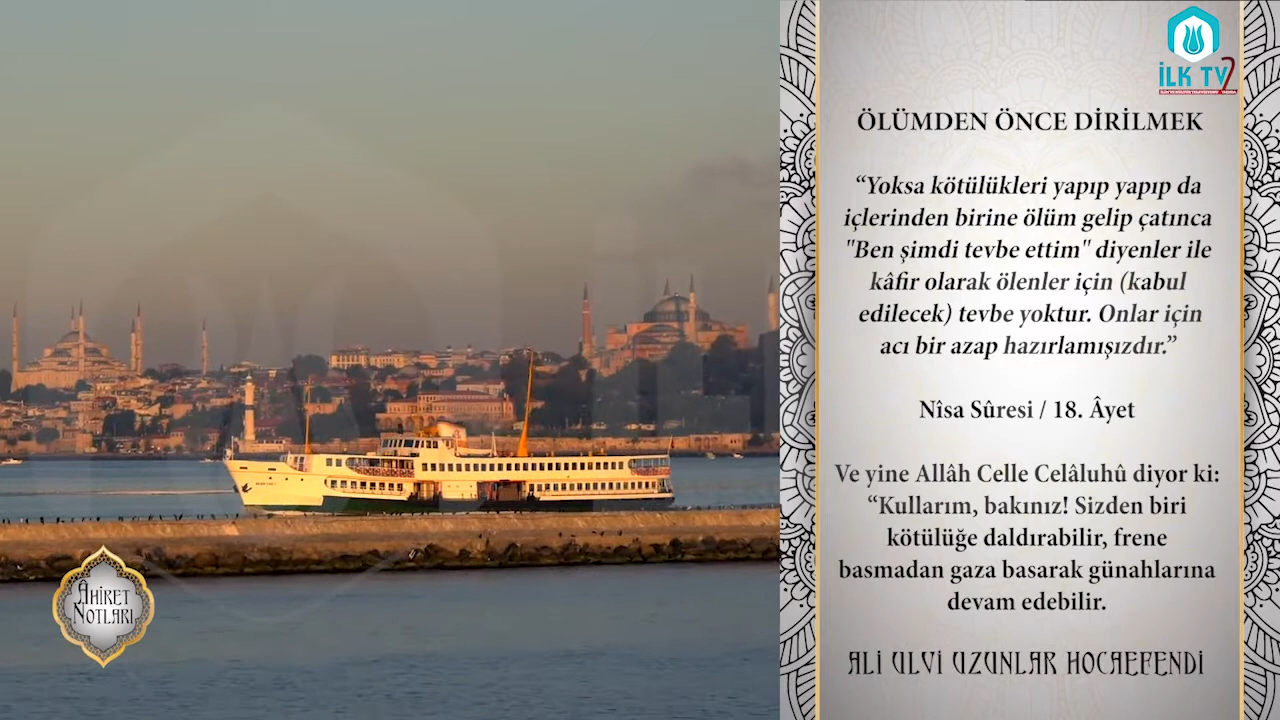 İLK TV 2
ÖLÜMDEN ÖNCE DİRİLMEK
“Yoksa kötülükleri yapıp yapıp da
içlerinden birine ölüm gelip çatınca
"Ben şimdi tevbe ettim" diyenler ile
kâfir olarak ölenler için (kabul
edilecek) tevbe yoktur. Onlar için
acı bir azap hazırlamışızdır.”
Nîsa Sûresi / 18. Âyet
Ve yine Allâh Celle Celâluhû diyor ki:
“Kullarım, bakınız! Sizden biri
kötülüğe daldırabilir, frene
basmadan gaza basarak günahlarına
devam edebilir.
ALİ ULVİ UZUNLAR HOCAEFENDİ
ÂHİRET
NOTLARI